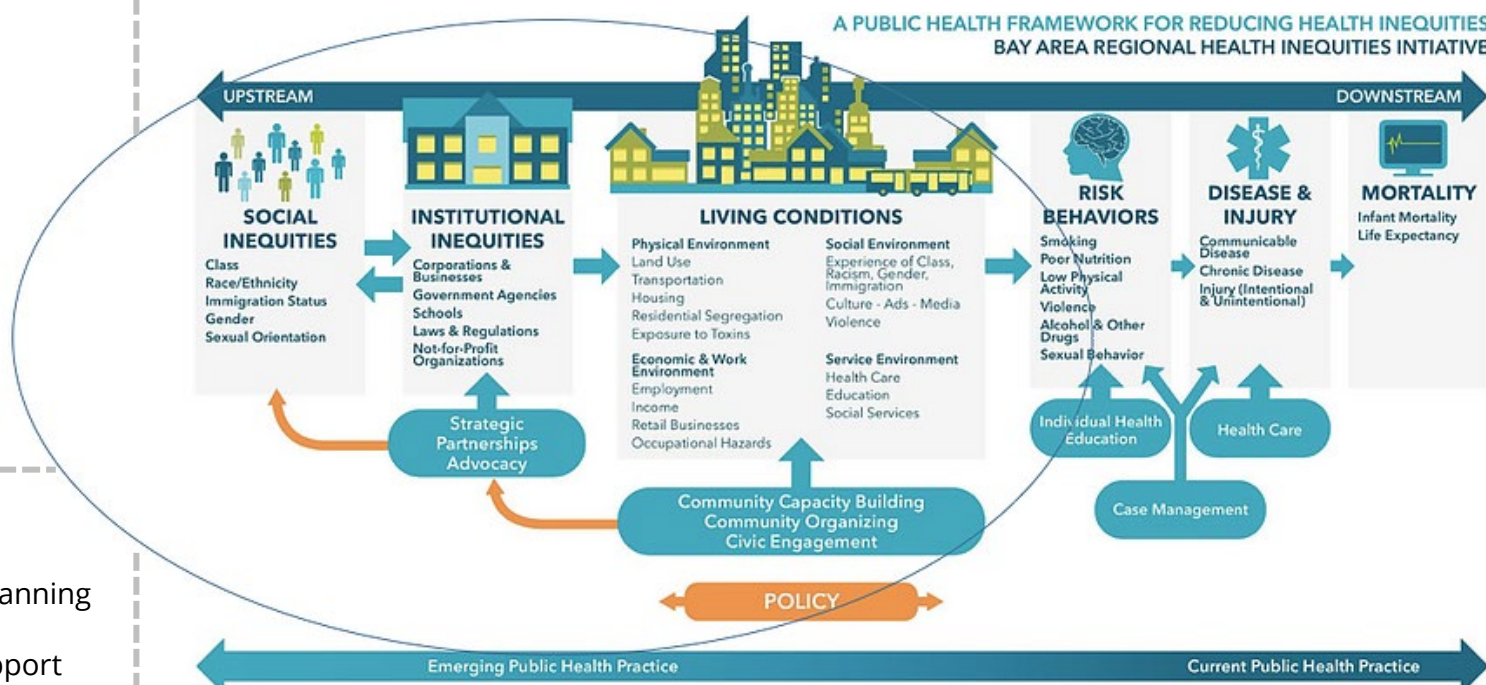 A PUBLIC HEALTH FRAMEWORK FOR REDUCING HEALTH INEQUITIES
BAY AREA REGIONAL HEALTH INEQUITIES INTIATIVE
UPSTREAM
DOWNSTREAM
SOCIAL
INEQUITIES
Class
Race/Ethnicity
Immigration Status
Gender
Sexual Orientation
INSTITUTIONAL
INEQUITIES
Corporations &
Businesses
Government Agencies
Schools
Laws & Regulations
Not-for-Profit
Organizations
Strategic
Partnerships
Advocacy
LIVING CONDITIONS
Physical Environment
Land Use
Transportation
Housing
Residential Segregation
Exposure to Toxins
Economic & Work
Environment
Employment
Income
Retail Businesses
Occupational Hazards
Social Environment
Experience of Class,
Racism, Gender,
Immigration
Culture - Ads - Media
Violence
Service Environment
Health Care
Education
Social Services
Community Capacity Building
Community Organizing
Civic Engagement
RISK
BEHAVIORS
Smoking
Poor Nutrition
Low Physical
Activity
Violence
Alcohol & Other
Drugs
Sexual Behavior
Individual Health
Education
DISEASE &
INJURY
Communicable
Disease
Chronic Disease
Injury (Intentional
& Unintentional)
Health Care
Case Management
MORTALITY
Infant Mortality
Life Expectancy
POLICY
anning
pport
Emerging Public Health Practice
Current Public Health Practice